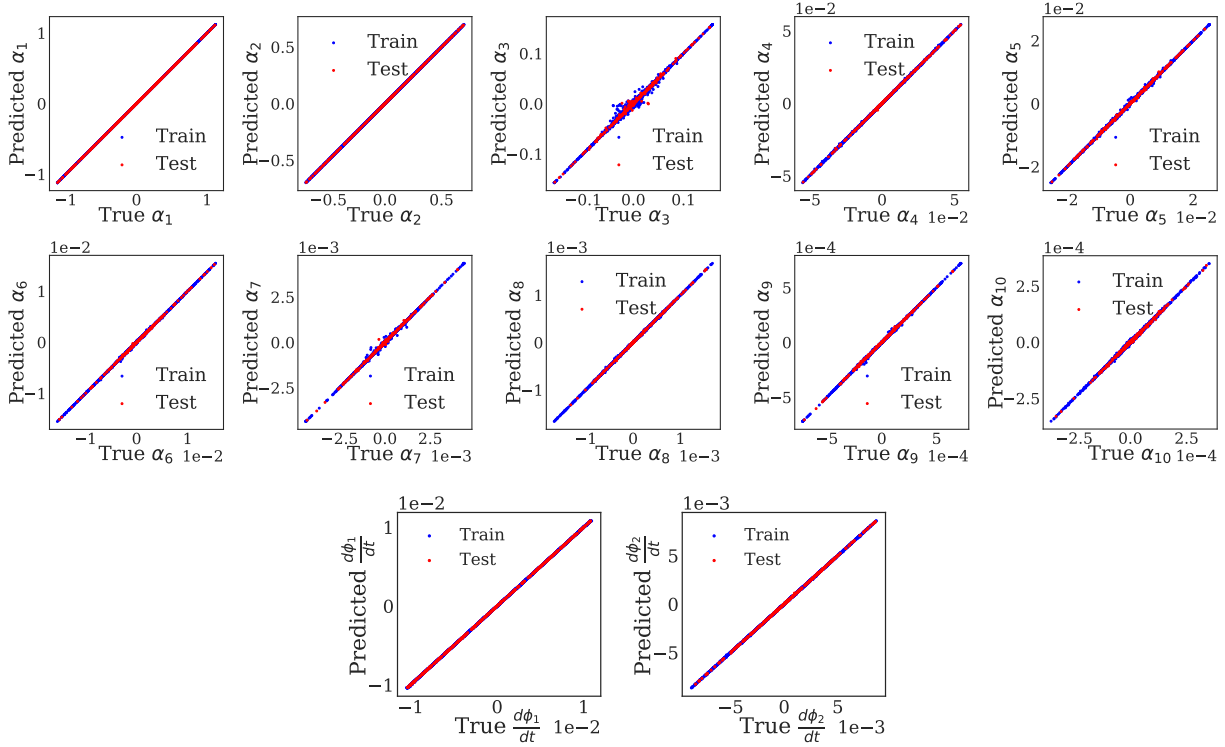 Predicted α1
1
0
−1
Train
Test
−1
0
1
True α1
Predicted α2
0.5
0.0
−0.5
Train
Test
−0.5
0.0
0.5
True α2
Predicted α3
0.1
0.0
−0.1
Train
Test
−0.1
0.0
0.1
True α3
1e−2
Predicted α4
5
0
−5
Train
Test
−5
0
5
True α4 1e−2
1e−2
Predicted α5
2
0
−2
Train
Test
−2
0
2
True α5 1e−2
1e−2
Predicted α6
1
0
−1
Train
Test
−1
0
1
True α6 1e−2
1e−3
Predicted α7
2.5
0.0
−2.5
Train
Test
−2.5
0.0
2.5
True α7 1e−3
1e−3
Predicted α8
1
0
−1
Train
Test
−1
0
1
True α8 1e−3
1e−4
Predicted α9
5
0
−5
Train
Test
−5
0
5
True α9 1e−4
1e−4
Predicted α10
2.5
0.0
−2.5
Train
Test
−2.5
0.0
2.5
True α10 1e−4
1e−2
Predicted dϕ1/dt
1
0
−1
Train
Test
−1
0
1
True dϕ1/dt 1e−2
1e−3
Predicted dϕ2/dt
5
0
−5
Train
Test
−5
0
5
True dϕ2/dt 1e−3